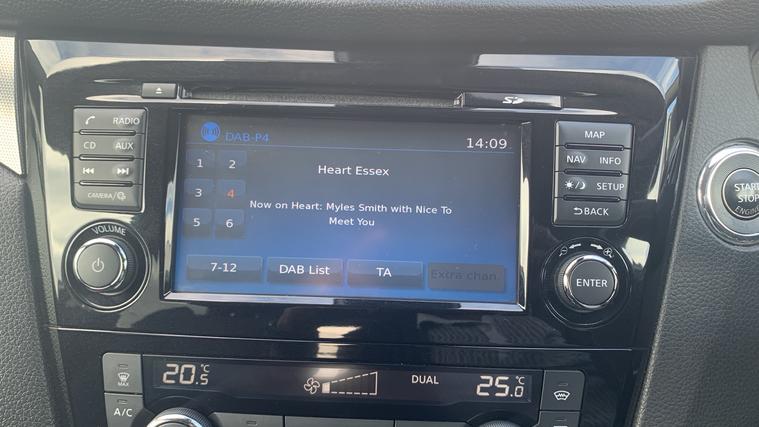 SD
RADIO
CD AUX
CAMERA/
VOLUME
DAB-P4 14:09
1 2
Heart Essex
3 4
Now on Heart: Myles Smith with Nice To
Meet You
5 6
7-12 DAB List TA Extra chan.
MAP
NAV INFO
SETUP
BACK
ENTER
START
STOP
ENGINE
MAX
A/C
20.5°C
DUAL
25.0°C